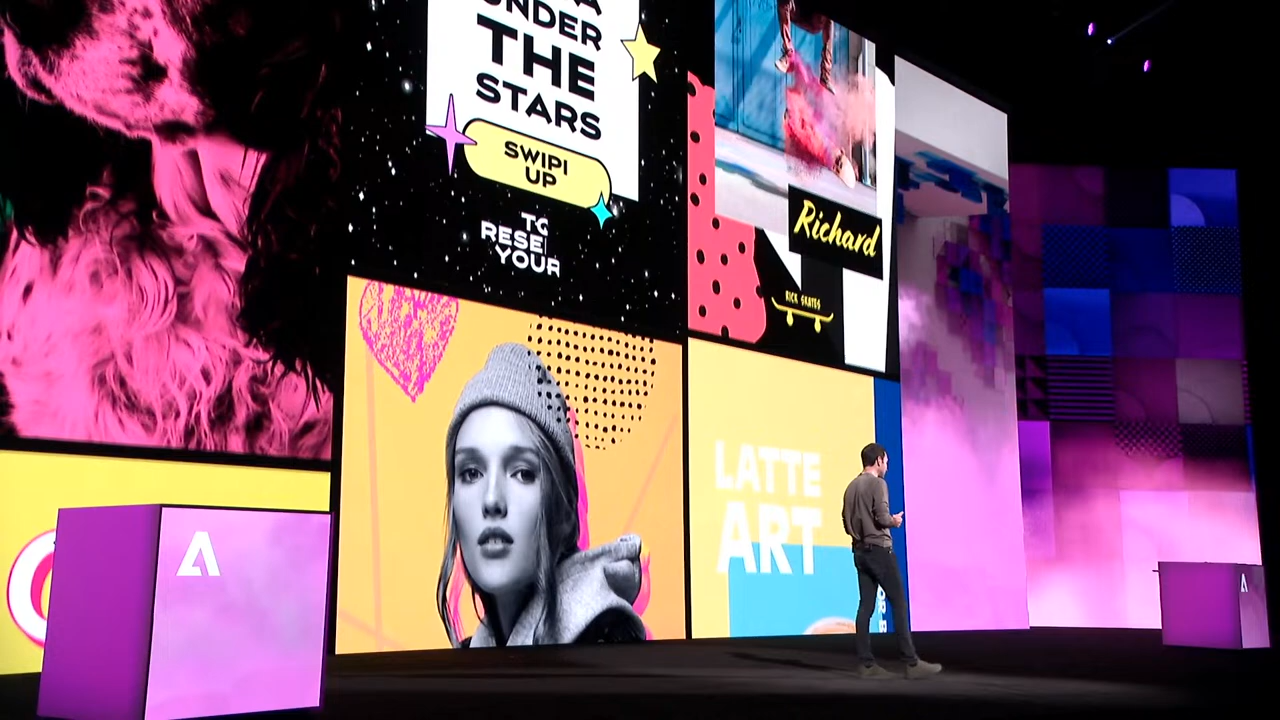 UNDER
THE
STARS
SWIPI
UP
TO
RESE
YOUR
Richard
RICK SKATES
LATTE
ART